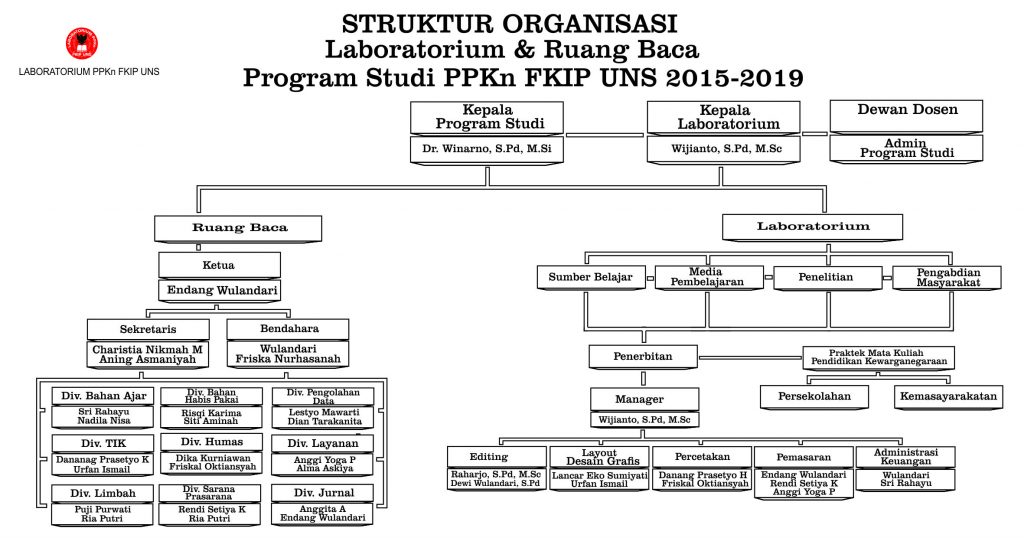 STRUKTUR ORGANISASI
Laboratorium & Ruang Baca
Program Studi PPKn FKIP UNS 2015-2019
LABORATORIUM PPKn FKIP UNS
Kepala
Program Studi
Dr. Winarno, S.Pd, M.Si
Kepala
Laboratorium
Wijianto, S.Pd, M.Sc
Dewan Dosen
Admin
Program Studi
Ruang Baca
Ketua
Endang Wulandari
Sekretaris
Charistia Nikmah M
Aning Asmaniyah
Bendahara
Wulandari
Friska Nurhasanah
Div. Bahan Ajar
Sri Rahayu
Nadila Nisa
Div. Bahan
Habis Pakai
Risqi Karima
Siti Aminah
Div. Pengolahan
Data
Lestyo Mawarti
Dian Tarakanita
Div. TIK
Dananag Prasetyo K
Urfan Ismail
Div. Humas
Dika Kurniawan
Friskal Oktiansyah
Div. Layanan
Anggi Yoga P
Alma Askiya
Div. Limbah
Puji Purwati
Ria Putri
Div. Sarana
Prasarana
Rendi Setiya K
Ria Putri
Div. Jurnal
Anggita A
Endang Wulandari
Laboratorium
Sumber Belajar
Media
Pembelajaran
Penelitian
Pengabdian
Masyarakat
Penerbitan
Praktek Mata Kuliah
Pendidikan Kewarganegaraan
Persekolahan
Kemasayarakatan
Manager
Wijianto, S.Pd, M.Sc
Editing
Raharjo, S.Pd, M.Sc
Dewi Wulandari, S.Pd
Layout
Desain Grafis
Lancar Eko Sumiyati
Urfan Ismail
Percetakan
Danang Prasetyo H
Friskal Oktiansyah
Pemasaran
Endang Wulandari
Rendi Setiya K
Anggi Yoga P
Administrasi
Keuangan
Wulandari
Sri Rahayu